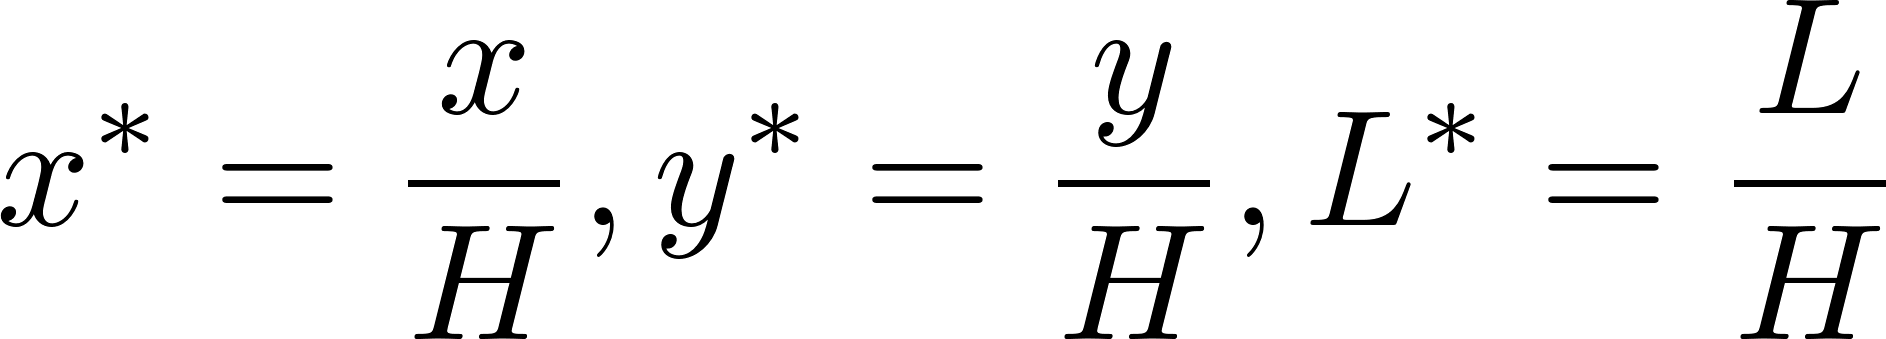 x* = x/H, y* = y/H, L* = L/H